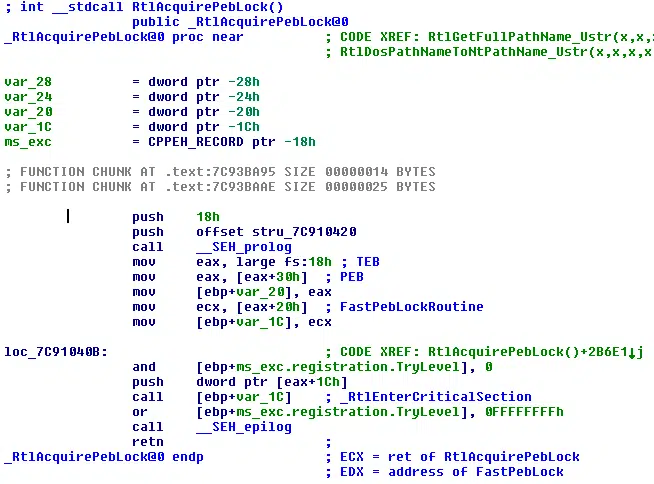 ; int __stdcall RtlAcquirePebLock()
public _RtlAcquirePebLock@0
_RtlAcquirePebLock@0 proc near ; CODE XREF: RtlGetFullPathName_Ustr(x,x,
; RtlDosPathNameToNtPathName_Ustr(x,x,x,x
var_28 = dword ptr -28h
var_24 = dword ptr -24h
var_20 = dword ptr -20h
var_1C = dword ptr -1Ch
ms_exc = CPPEH_RECORD ptr -18h
; FUNCTION CHUNK AT .text:7C93BA95 SIZE 00000014 BYTES
; FUNCTION CHUNK AT .text:7C93BAAE SIZE 00000025 BYTES
push 18h
push offset stru_7C910420
call __SEH_prolog
mov eax, large fs:18h ; TEB
mov eax, [eax+30h] ; PEB
mov [ebp+var_20], eax
mov ecx, [eax+20h] ; FastPebLockRoutine
mov [ebp+var_1C], ecx
loc_7C91040B: ; CODE XREF: RtlAcquirePebLock()+2B6E1↓j
and [ebp+ms_exc.registration.TryLevel], 0
push dword ptr [eax+1Ch]
call [ebp+var_1C] ; _RtlEnterCriticalSection
or [ebp+ms_exc.registration.TryLevel], 0FFFFFFFFh
call __SEH_epilog
retn ;
_RtlAcquirePebLock@0 endp ; ECX = ret of RtlAcquirePebLock
; EDX = address of FastPebLock